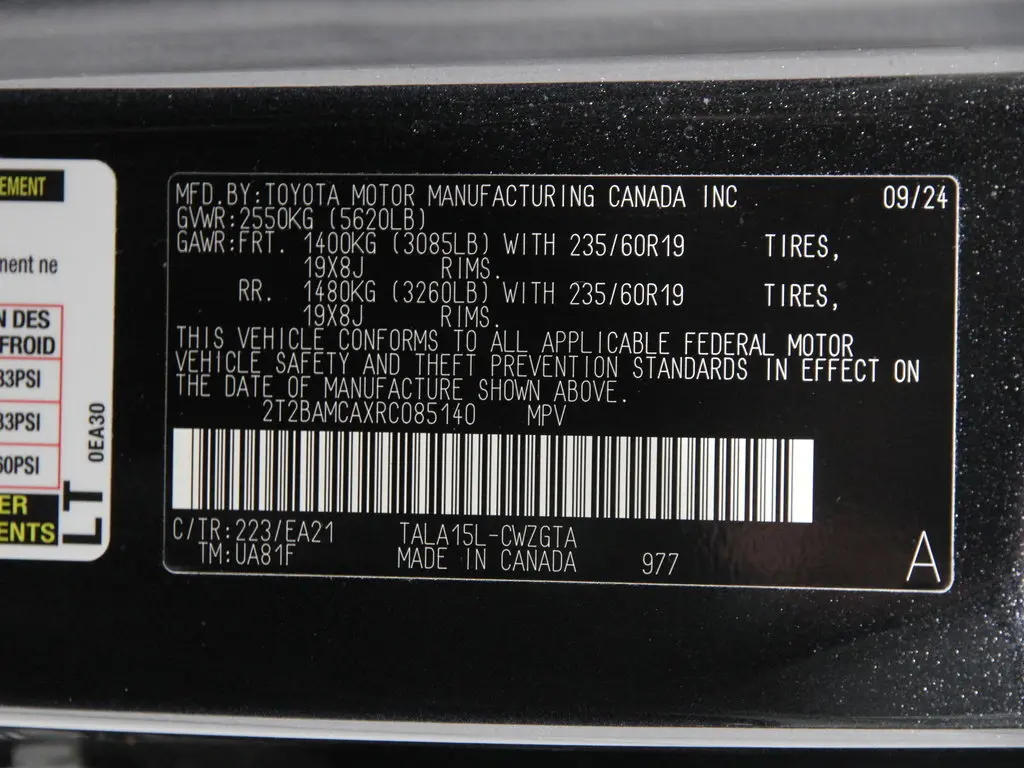 EMENT
ment ne
N DES
FROID
33PSI
33PSI
60PSI
ER
ENTS
0EA30
LT
MFD.BY:TOYOTA MOTOR MANUFACTURING CANADA INC 09/24
GVWR:2550KG (5620LB)
GAWR:FRT. 1400KG (3085LB) WITH 235/60R19 TIRES,
19X8J RIMS.
RR. 1480KG (3260LB) WITH 235/60R19 TIRES,
19X8J RIMS.
THIS VEHICLE CONFORMS TO ALL APPLICABLE FEDERAL MOTOR
VEHICLE SAFETY AND THEFT PREVENTION STANDARDS IN EFFECT ON
THE DATE OF MANUFACTURE SHOWN ABOVE.
2T2BAMCAXRC085140 MPV
C/TR:223/EA21 TALA15L-CWZGTA
TM:UA81F MADE IN CANADA 977
A